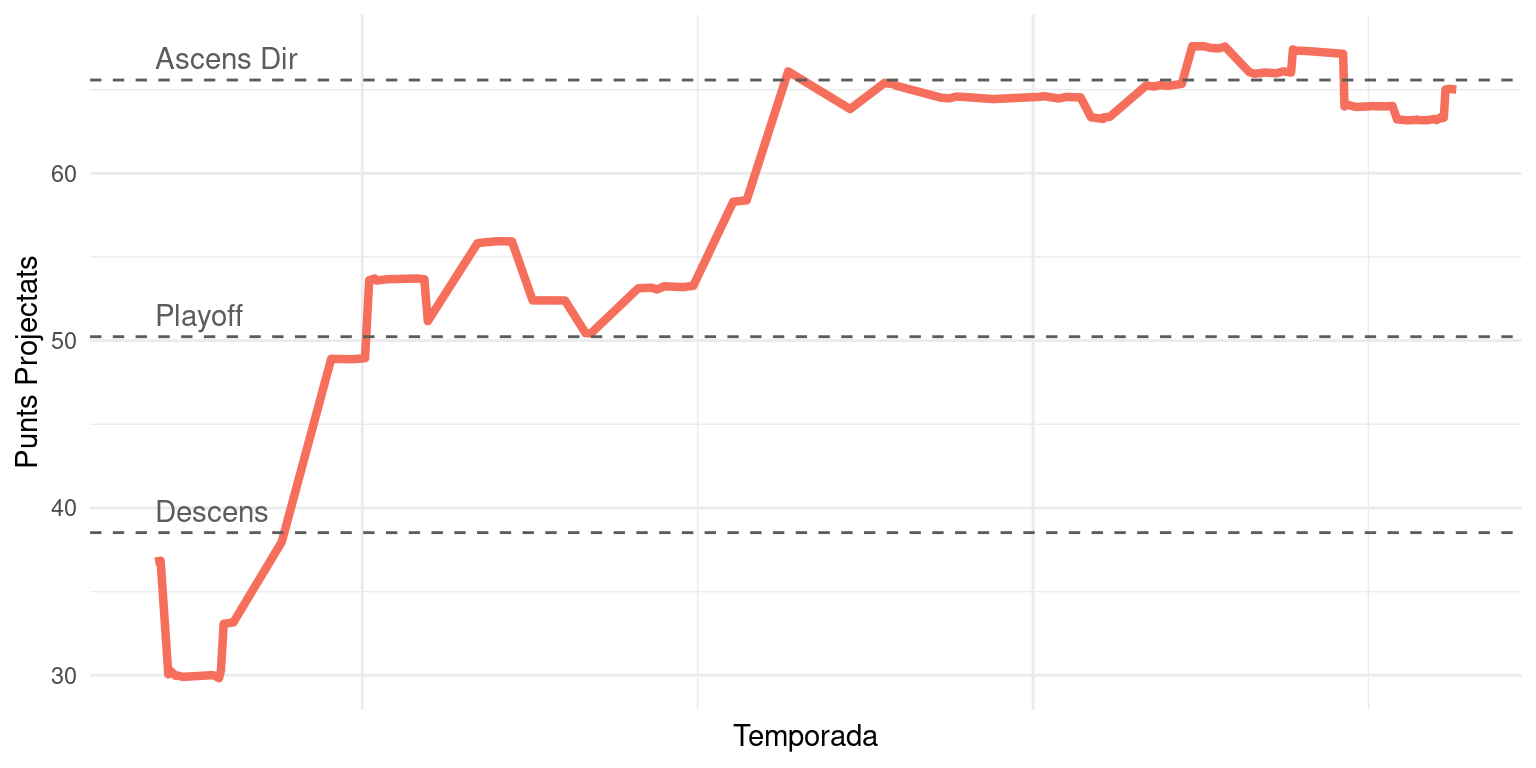 Ascens Dir
60
Playoff
50
Descens
40
30
Punts Projectats
Temporada